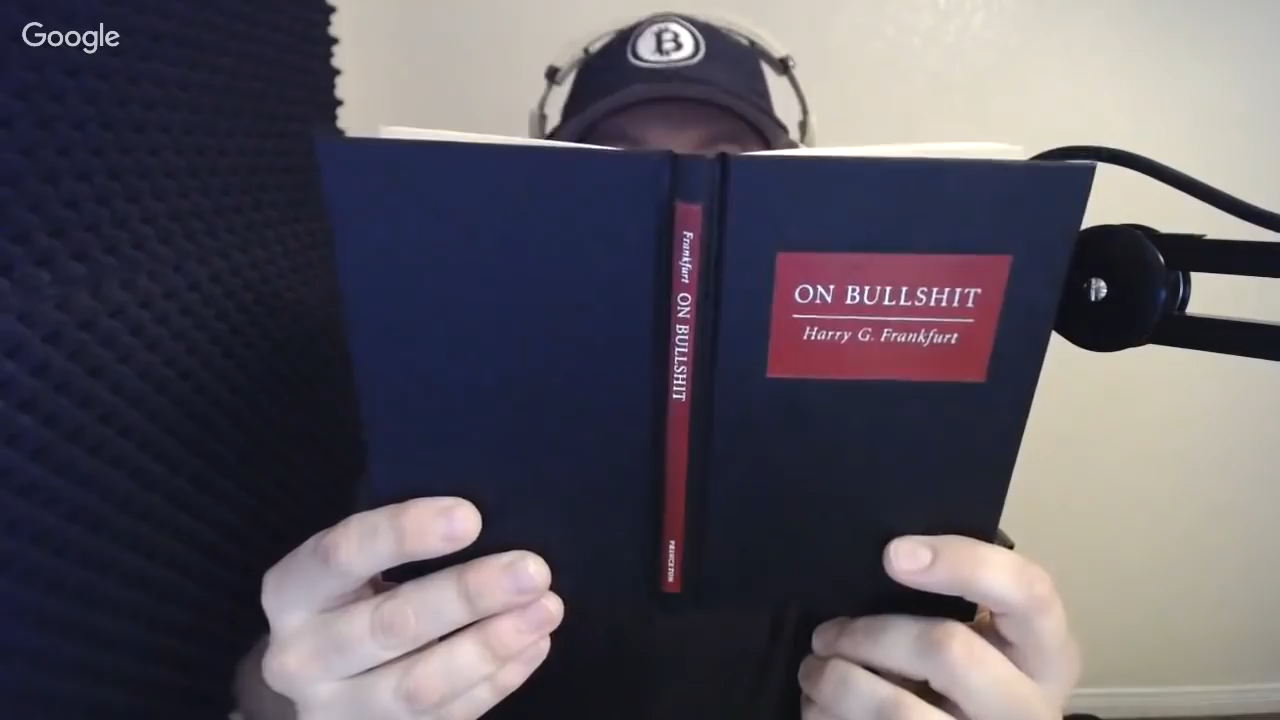 Google
B
Frankfurt ON BULLSHIT PRINCETON
ON BULLSHIT
Harry G. Frankfurt